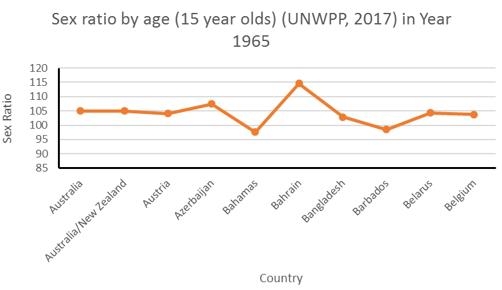 Sex ratio by age (15 year olds) (UNWPP, 2017) in Year
1965
120
115
110
105
100
95
90
85
Sex Ratio
Australia
Australia/New Zealand
Austria
Azerbaijan
Bahamas
Bahrain
Bangladesh
Barbados
Belarus
Belgium
Country